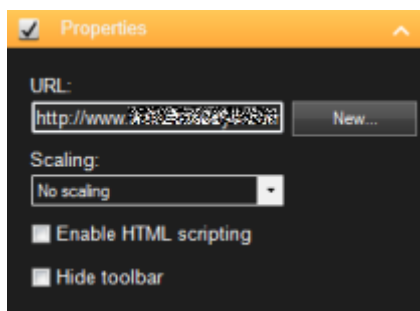 Properties
URL:
http://www.
New...
Scaling:
No scaling
Enable HTML scripting
Hide toolbar